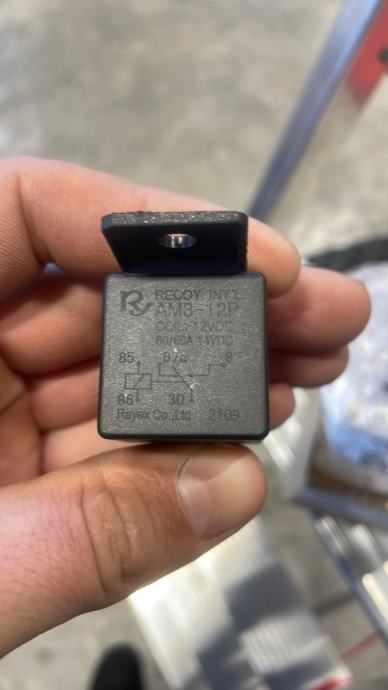 RECOY INT'L
AM3-12P
COIL: 12VDC
80/60A 14VDC
85 87a 87
86 30
Rayex Co.,Ltd 2109